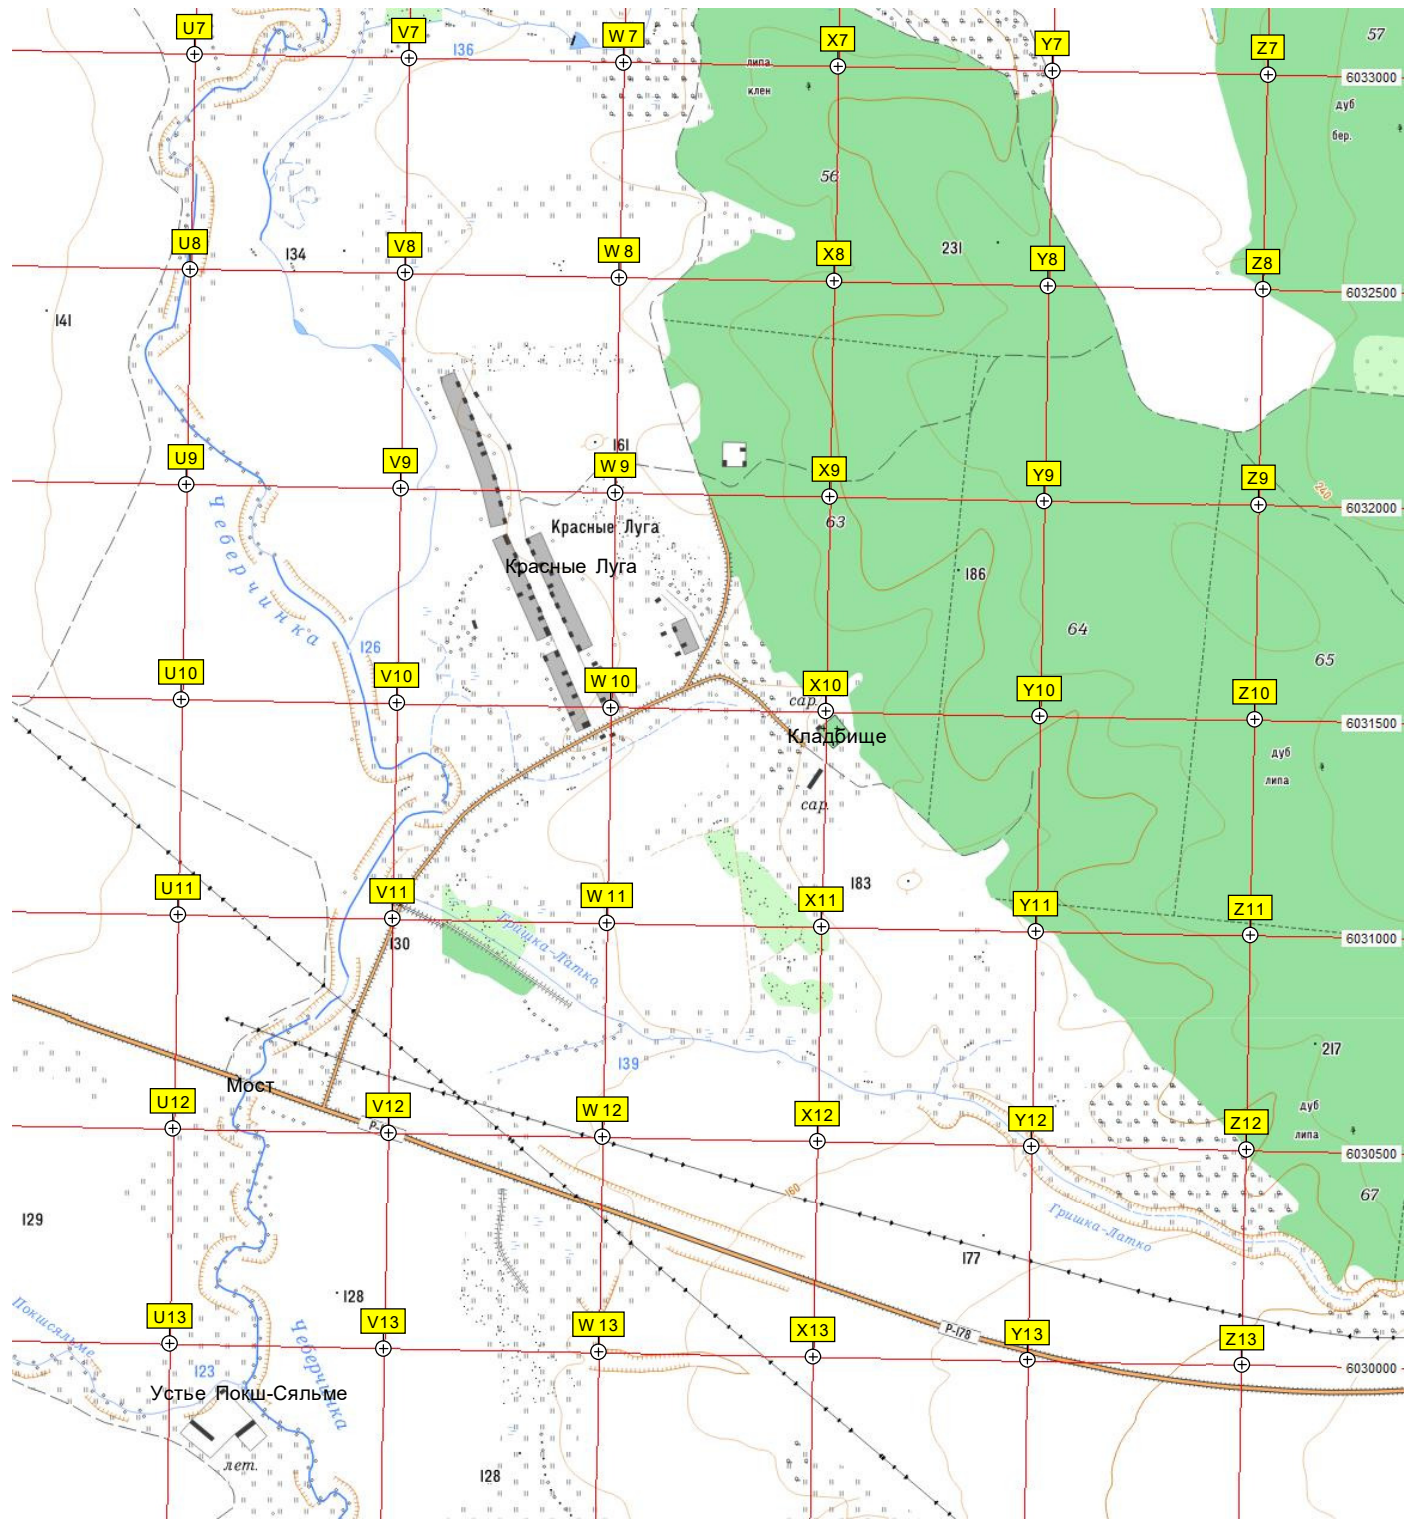 U7
V7
W7
X7
Y7
Z7
57
136
липа
клен
6033000
дуб
бер.
56
U8
V8
W8
X8
Y8
Z8
134
231
6032500
141
161
U9
V9
W9
X9
Y9
Z9
240
6032000
63
Красные Луга
Красные Луга
Чеберчинка
186
126
64
65
U10
V10
W10
X10
Y10
Z10
сар.
6031500
Кладбище
дуб
липа
сар.
183
U11
V11
W11
X11
Y11
Z11
Гришка-Латко
130
6031000
139
217
Мост
U12
V12
W12
X12
Y12
Z12
дуб
липа
6030500
160
67
129
Гришка-Латко
177
128
Покшсяльме
U13
V13
W13
X13
Y13
Z13
Р-178
6030000
123
Чеберчинка
Устье Покш-Сяльме
лет.
128